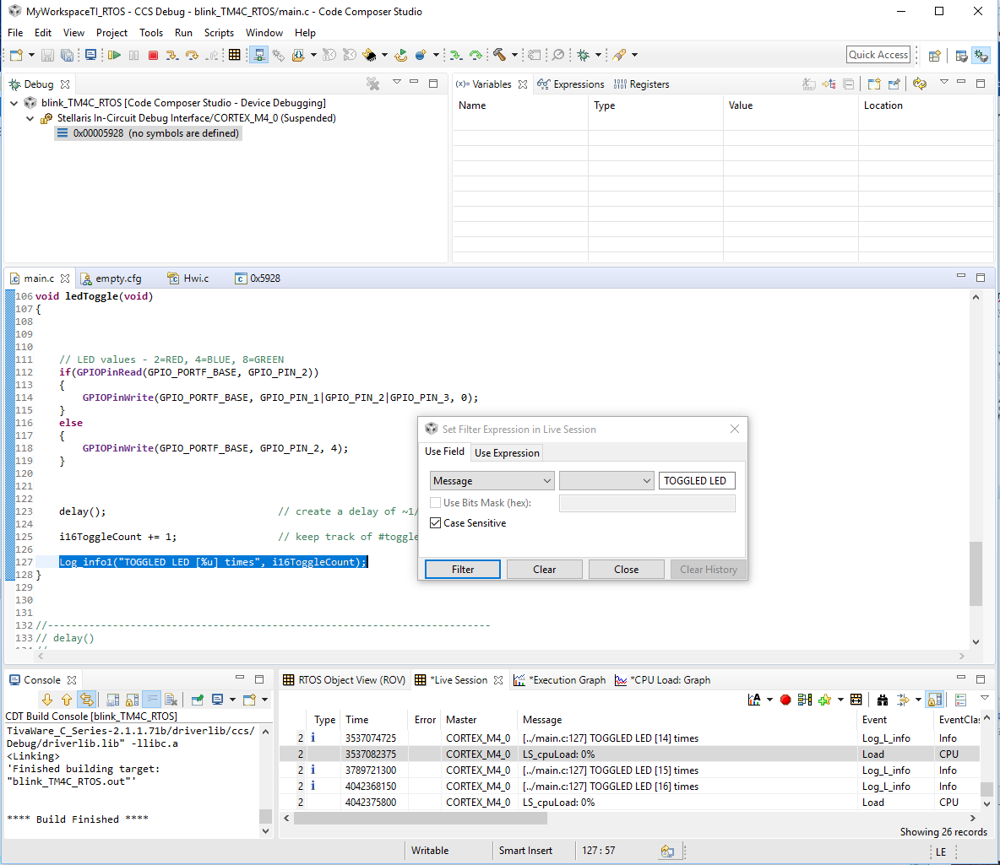 MyWorkspaceTI_RTOS - CCS Debug - blink_TM4C_RTOS/main.c - Code Composer Studio
File Edit View Project Tools Run Scripts Window Help
Quick Access
Debug
blink_TM4C_RTOS [Code Composer Studio - Device Debugging]
Stellaris In-Circuit Debug Interface/CORTEX_M4_0 (Suspended)
0x00005928 (no symbols are defined)
(x)= Variables Expressions 1010 0101 Registers
Name Type Value Location
main.c empty.cfg Hwi.c 0x5928
106 void ledToggle(void)
107 {
108
109
110
111 // LED values - 2=RED, 4=BLUE, 8=GREEN
112 if(GPIOPinRead(GPIO_PORTF_BASE, GPIO_PIN_2))
113 {
114 GPIOPinWrite(GPIO_PORTF_BASE, GPIO_PIN_1|GPIO_PIN_2|GPIO_PIN_3, 0);
115 }
116 else
117 {
118 GPIOPinWrite(GPIO_PORTF_BASE, GPIO_PIN_2, 4);
119 }
120
121
122
123 delay(); // create a delay of ~1/
124
125 i16ToggleCount += 1; // keep track of #toggle
126
127 Log_info1("TOGGLED LED [%u] times", i16ToggleCount);
128 }
129
130
131
132 //---------------------------------------------------------------------------
133 // delay()
Set Filter Expression in Live Session
Use Field Use Expression
Message TOGGLED LED
Use Bits Mask (hex):
Case Sensitive
Filter Clear Close Clear History
Console
CDT Build Console [blink_TM4C_RTOS]
TivaWare_C_Series-2.1.1.71b/driverlib/ccs/
Debug/driverlib.lib" -llibc.a
<Linking>
'Finished building target:
"blink_TM4C_RTOS.out"'
**** Build Finished ****
RTOS Object View (ROV) *Live Session *Execution Graph *CPU Load: Graph
Type Time Error Master Message Event EventCla
2 i 3537074725 CORTEX_M4_0 [../main.c:127] TOGGLED LED [14] times Log_L_info Info
2 3537082375 CORTEX_M4_0 LS_cpuLoad: 0% Load CPU
2 i 3789721300 CORTEX_M4_0 [../main.c:127] TOGGLED LED [15] times Log_L_info Info
2 i 4042368150 CORTEX_M4_0 [../main.c:127] TOGGLED LED [16] times Log_L_info Info
2 4042375800 CORTEX_M4_0 LS_cpuLoad: 0% Load CPU
Showing 26 records
Writable Smart Insert 127 : 57 LE